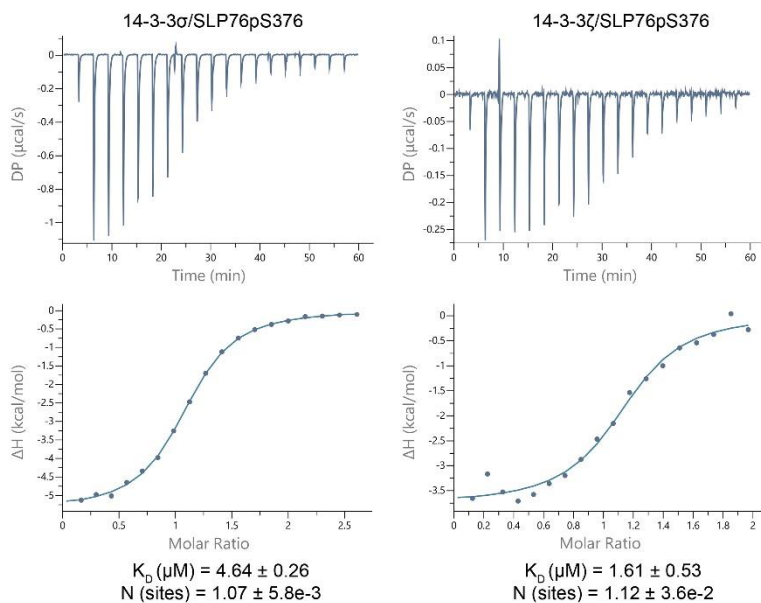 14-3-3σ/SLP76pS376
0
-0.2
-0.4
-0.6
-0.8
-1
DP (µcal/s)
0 10 20 30 40 50 60
Time (min)
14-3-3ζ/SLP76pS376
0.1
0.05
0
-0.05
-0.1
-0.15
-0.2
-0.25
DP (µcal/s)
0 10 20 30 40 50 60
Time (min)
0
-0.5
-1
-1.5
-2
-2.5
-3
-3.5
-4
-4.5
-5
ΔH (kcal/mol)
0 0.5 1 1.5 2 2.5
Molar Ratio
K_D (µM) = 4.64 ± 0.26
N (sites) = 1.07 ± 5.8e-3
0
-0.5
-1
-1.5
-2
-2.5
-3
-3.5
ΔH (kcal/mol)
0 0.2 0.4 0.6 0.8 1 1.2 1.4 1.6 1.8 2
Molar Ratio
K_D (µM) = 1.61 ± 0.53
N (sites) = 1.12 ± 3.6e-2